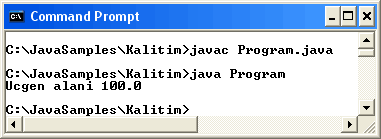 Command Prompt
C:\JavaSamples\Kalitim>javac Program.java
C:\JavaSamples\Kalitim>java Program
Ucgen alani 100.0
C:\JavaSamples\Kalitim>